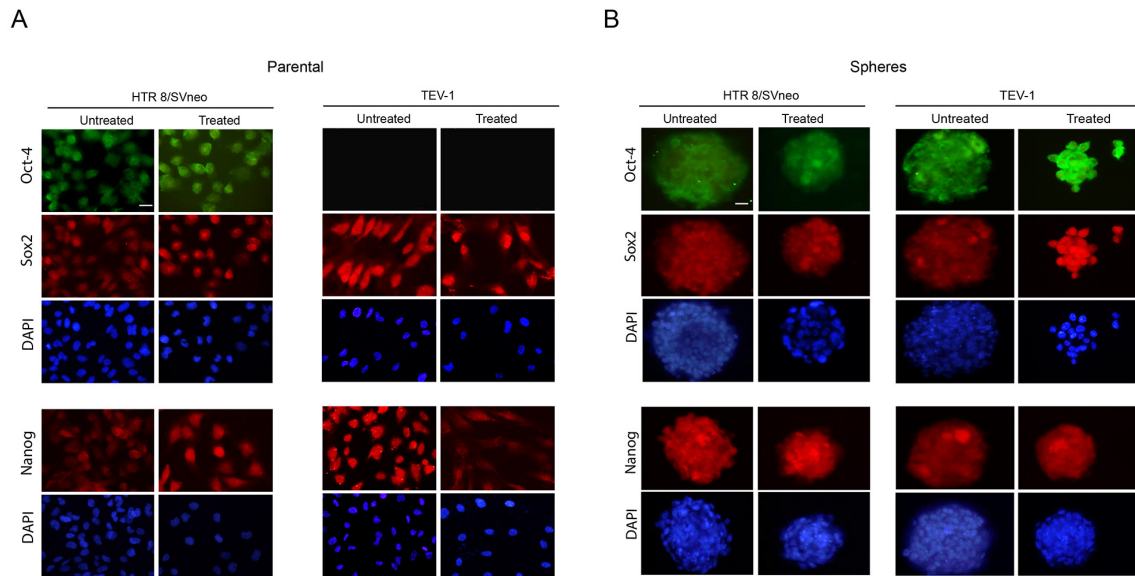 A
B
Parental
Spheres
HTR 8/SVneo
TEV-1
HTR 8/SVneo
TEV-1
Untreated
Treated
Untreated
Treated
Untreated
Treated
Untreated
Treated
Oct-4
Oct-4
Sox2
Sox2
DAPI
DAPI
Nanog
Nanog
DAPI
DAPI